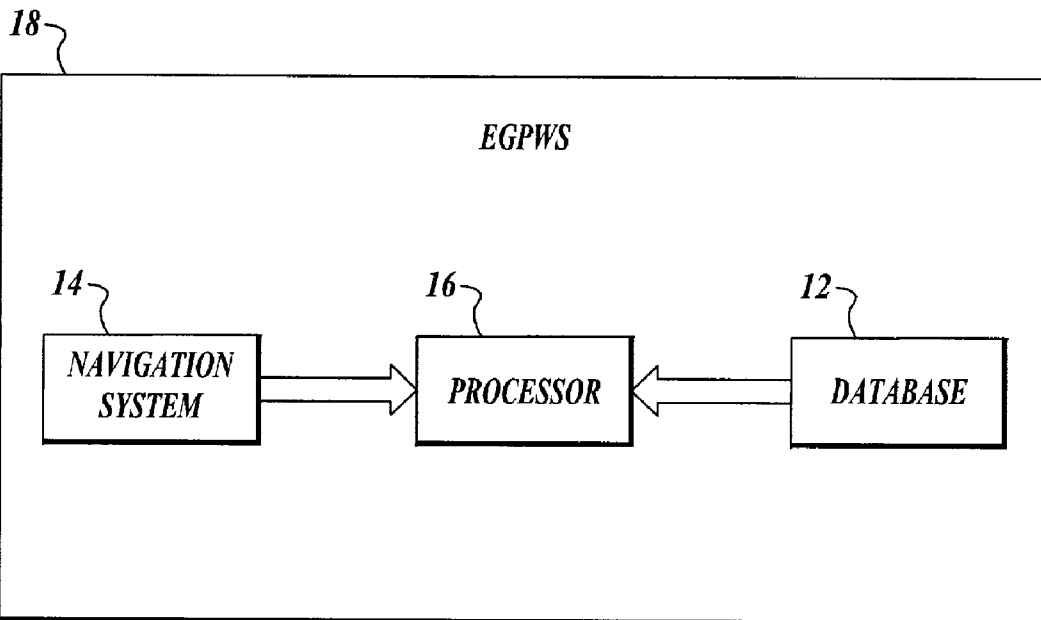 18
EGPWS
14
16
12
NAVIGATION
SYSTEM
PROCESSOR
DATABASE